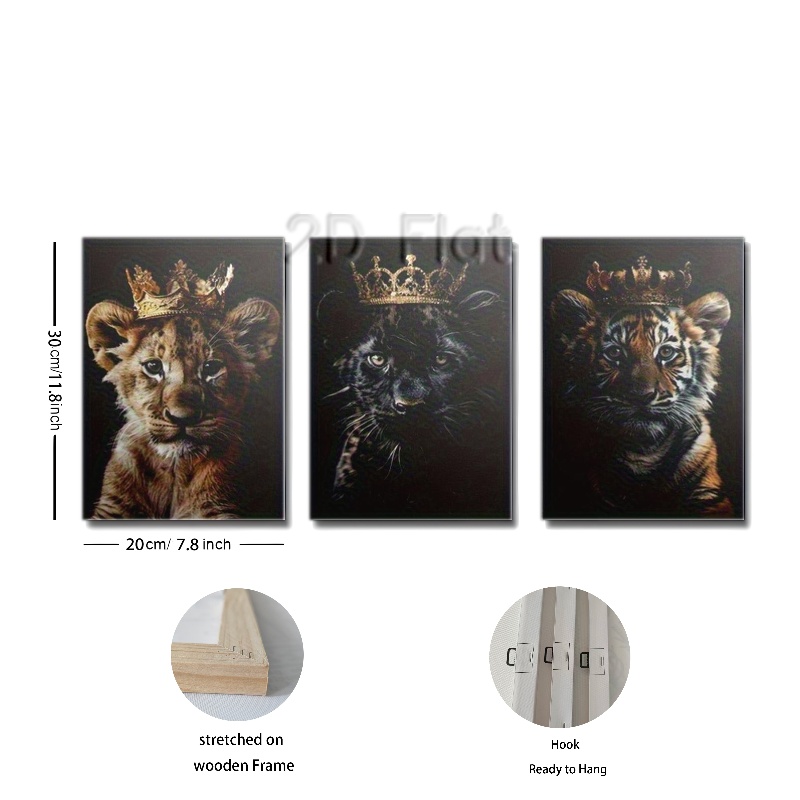 2D Flat
30cm/11.8inch
20cm/ 7.8 inch
stretched on
wooden Frame
Hook
Ready to Hang